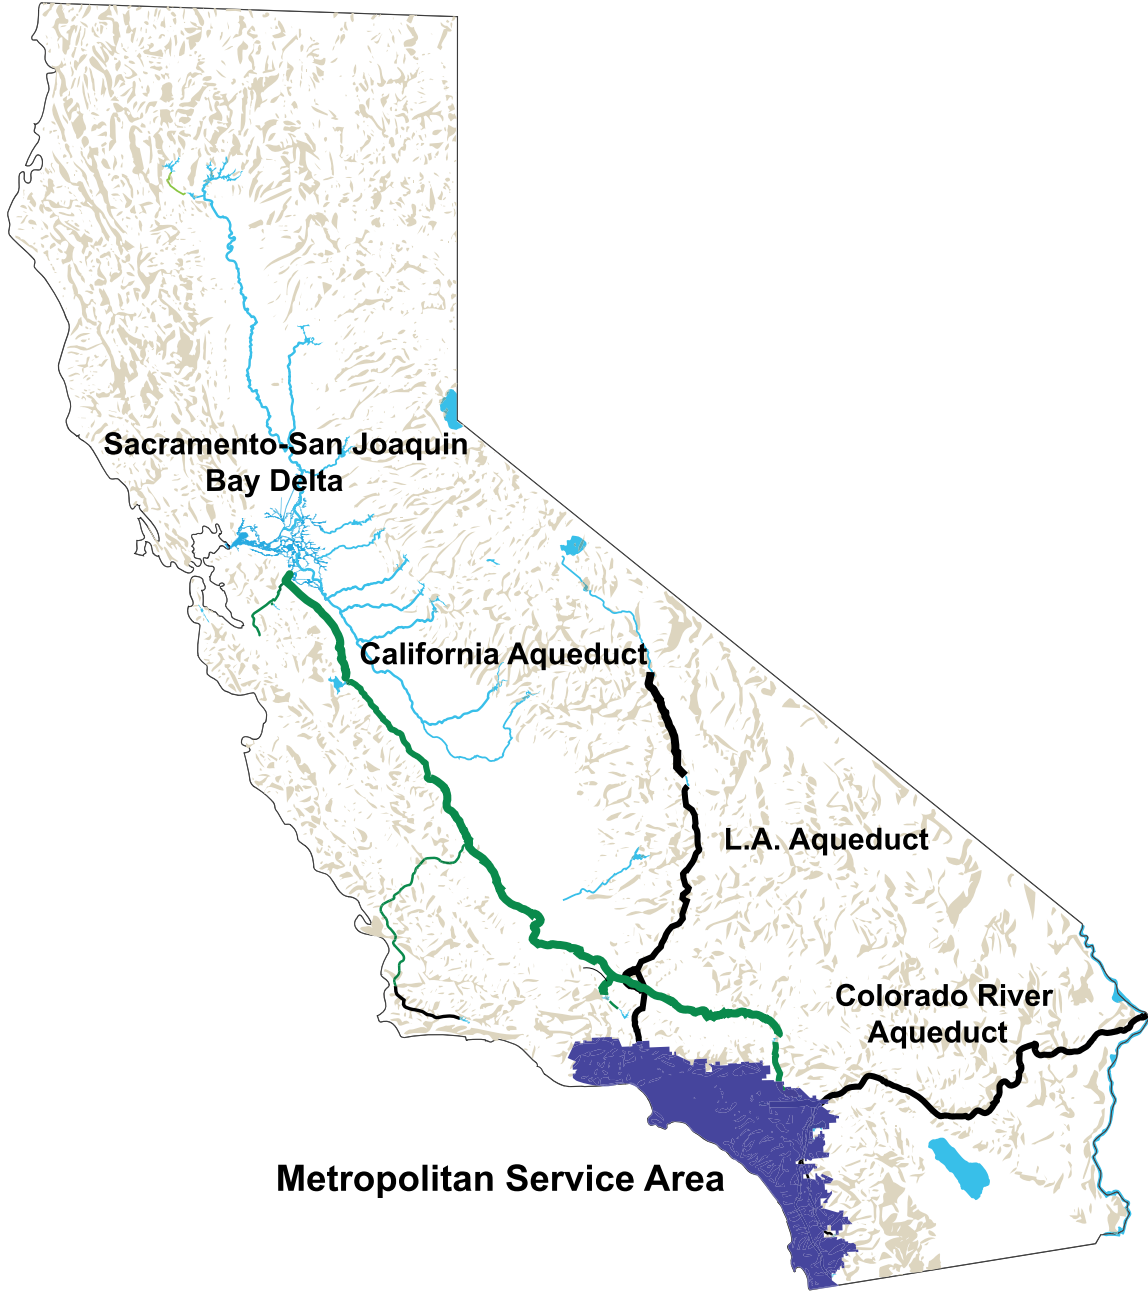 Sacramento-San Joaquin
Bay Delta
California Aqueduct
L.A. Aqueduct
Colorado River
Aqueduct
Metropolitan Service Area